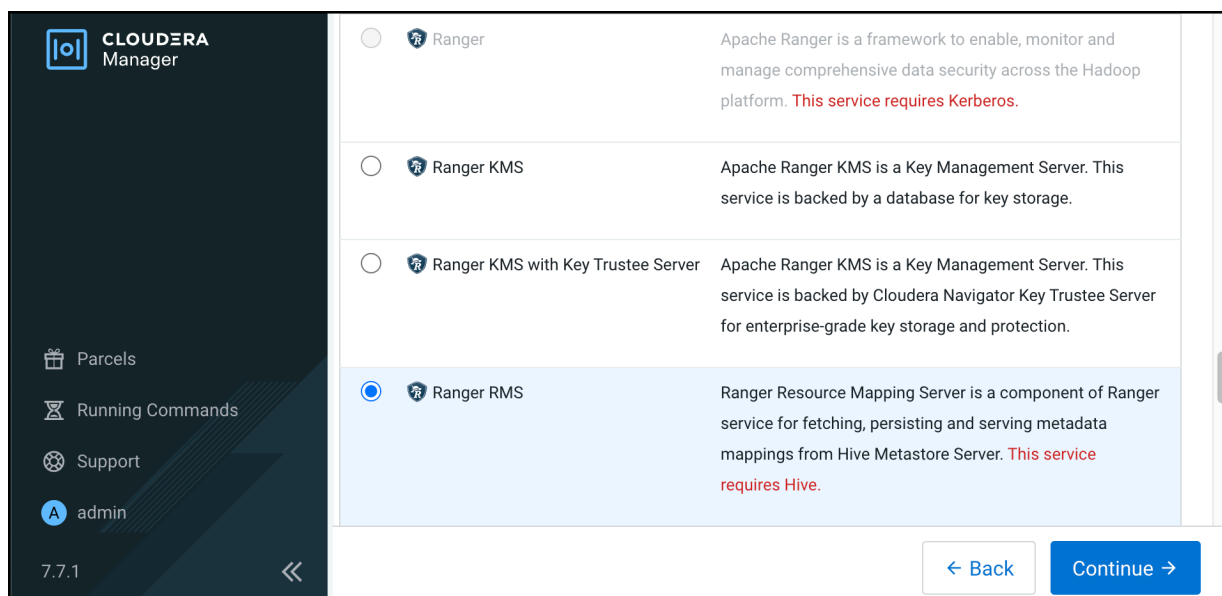 CLOUDERA
Manager
Parcels
Running Commands
Support
A admin
7.7.1
Ranger
Apache Ranger is a framework to enable, monitor and
manage comprehensive data security across the Hadoop
platform. This service requires Kerberos.
Ranger KMS
Apache Ranger KMS is a Key Management Server. This
service is backed by a database for key storage.
Ranger KMS with Key Trustee Server
Apache Ranger KMS is a Key Management Server. This
service is backed by Cloudera Navigator Key Trustee Server
for enterprise-grade key storage and protection.
Ranger RMS
Ranger Resource Mapping Server is a component of Ranger
service for fetching, persisting and serving metadata
mappings from Hive Metastore Server. This service
requires Hive.
← Back
Continue →